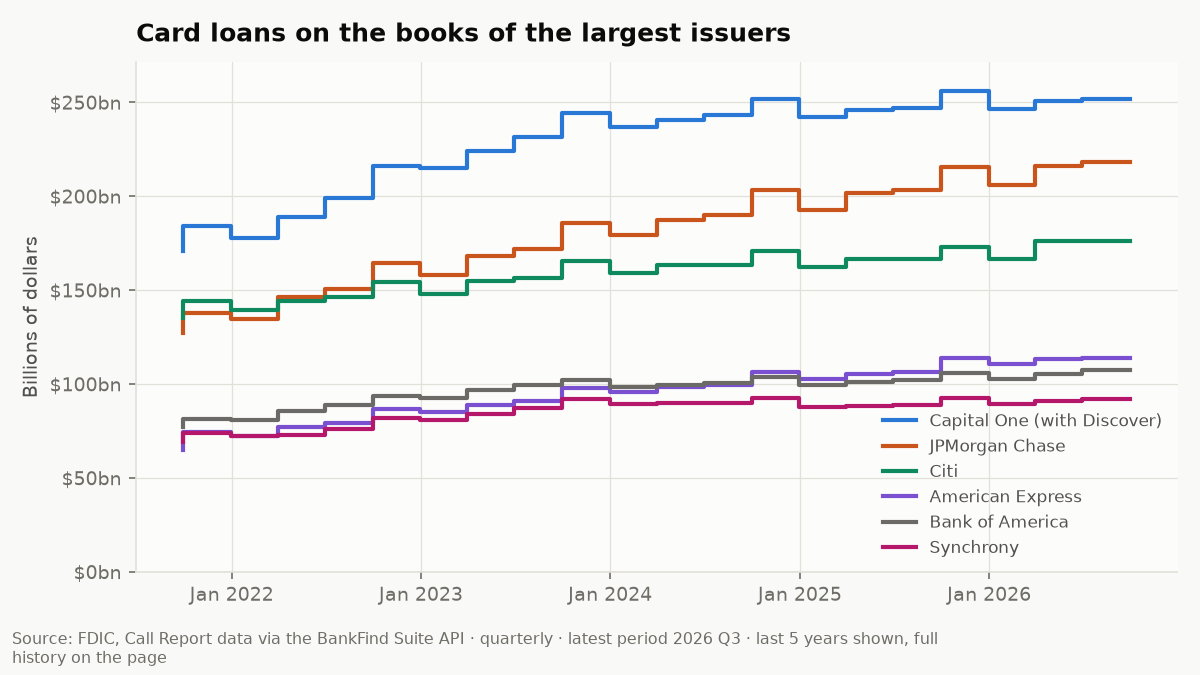 Card loans on the books of the largest issuers
Billions of dollars
$250bn
$200bn
$150bn
$100bn
$50bn
$0bn
Jan 2022
Jan 2023
Jan 2024
Jan 2025
Jan 2026
Capital One (with Discover)
JPMorgan Chase
Citi
American Express
Bank of America
Synchrony
Source: FDIC, Call Report data via the BankFind Suite API · quarterly · latest period 2026 Q3 · last 5 years shown, full
history on the page